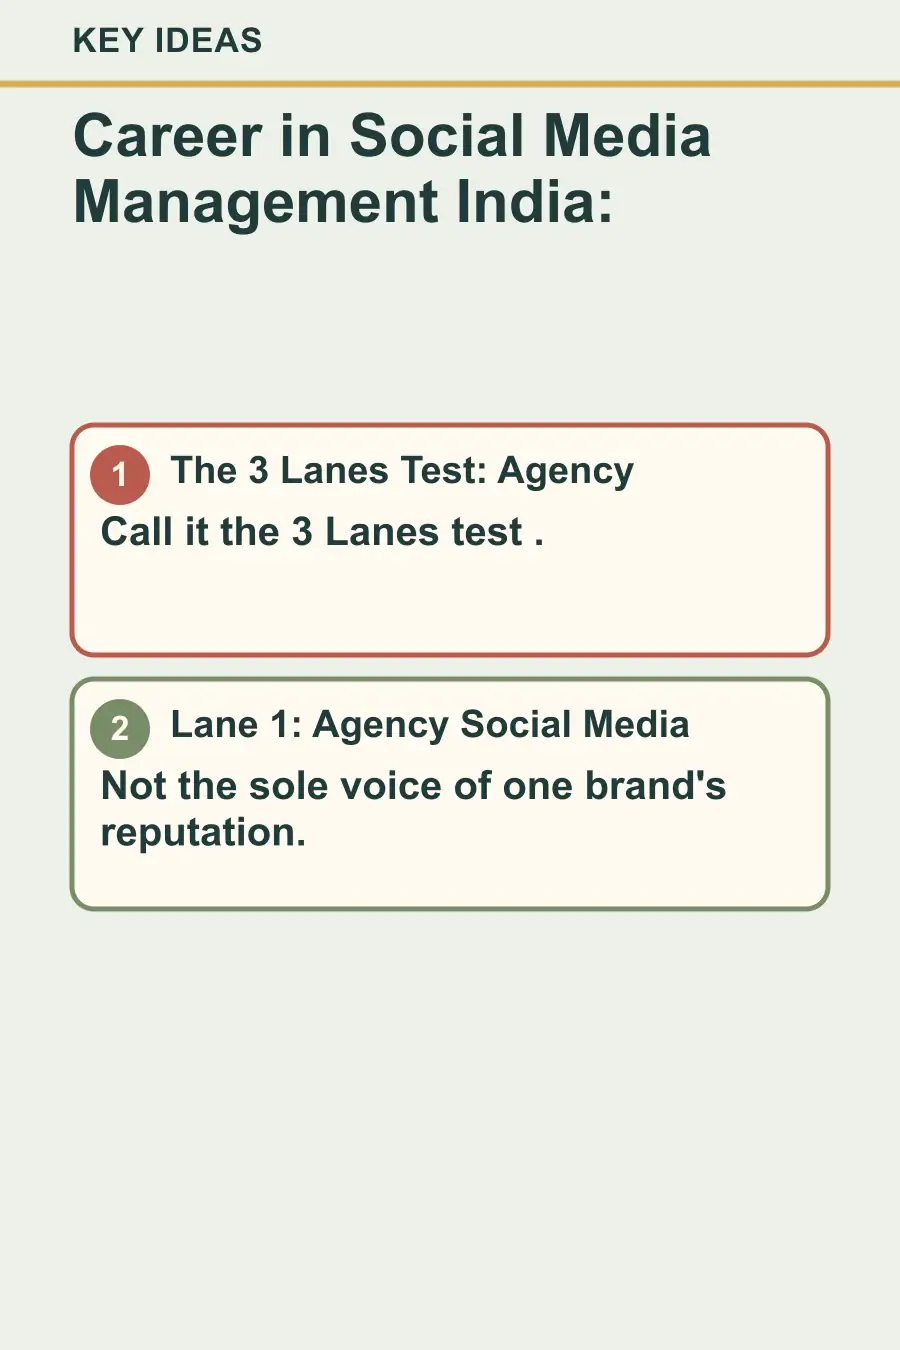 KEY IDEAS
Career in Social Media
Management India:
1 The 3 Lanes Test: Agency
Call it the 3 Lanes test .
2 Lane 1: Agency Social Media
Not the sole voice of one brand's
reputation.